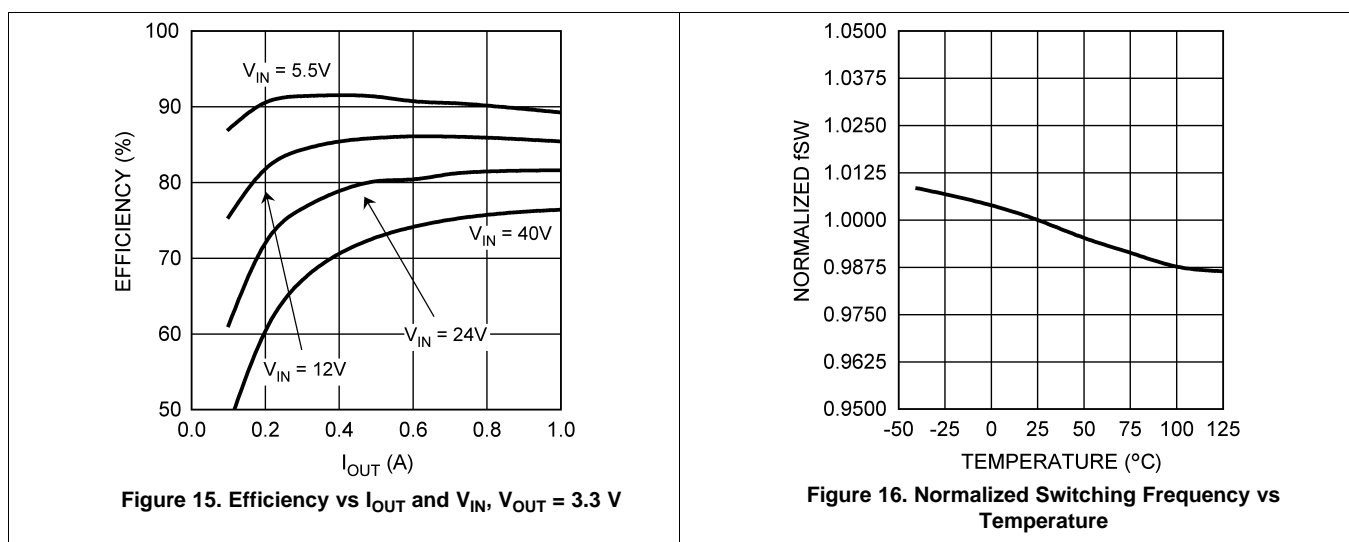 100
90
80
70
60
50
EFFICIENCY (%)
V_IN = 5.5V
V_IN = 40V
V_IN = 24V
V_IN = 12V
0.0 0.2 0.4 0.6 0.8 1.0
I_OUT (A)
Figure 15. Efficiency vs I_OUT and V_IN, V_OUT = 3.3 V
1.0500
1.0375
1.0250
1.0125
1.0000
0.9875
0.9750
0.9625
0.9500
NORMALIZED fSW
-50 -25 0 25 50 75 100 125
TEMPERATURE (°C)
Figure 16. Normalized Switching Frequency vs
Temperature